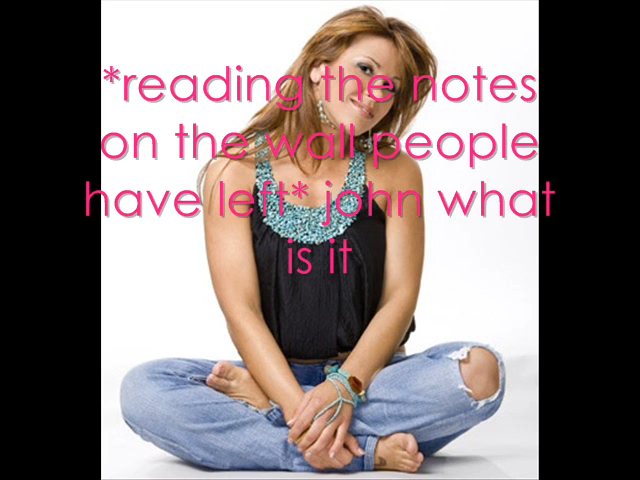 *reading the notes
on the wall people
have left* john what
is it